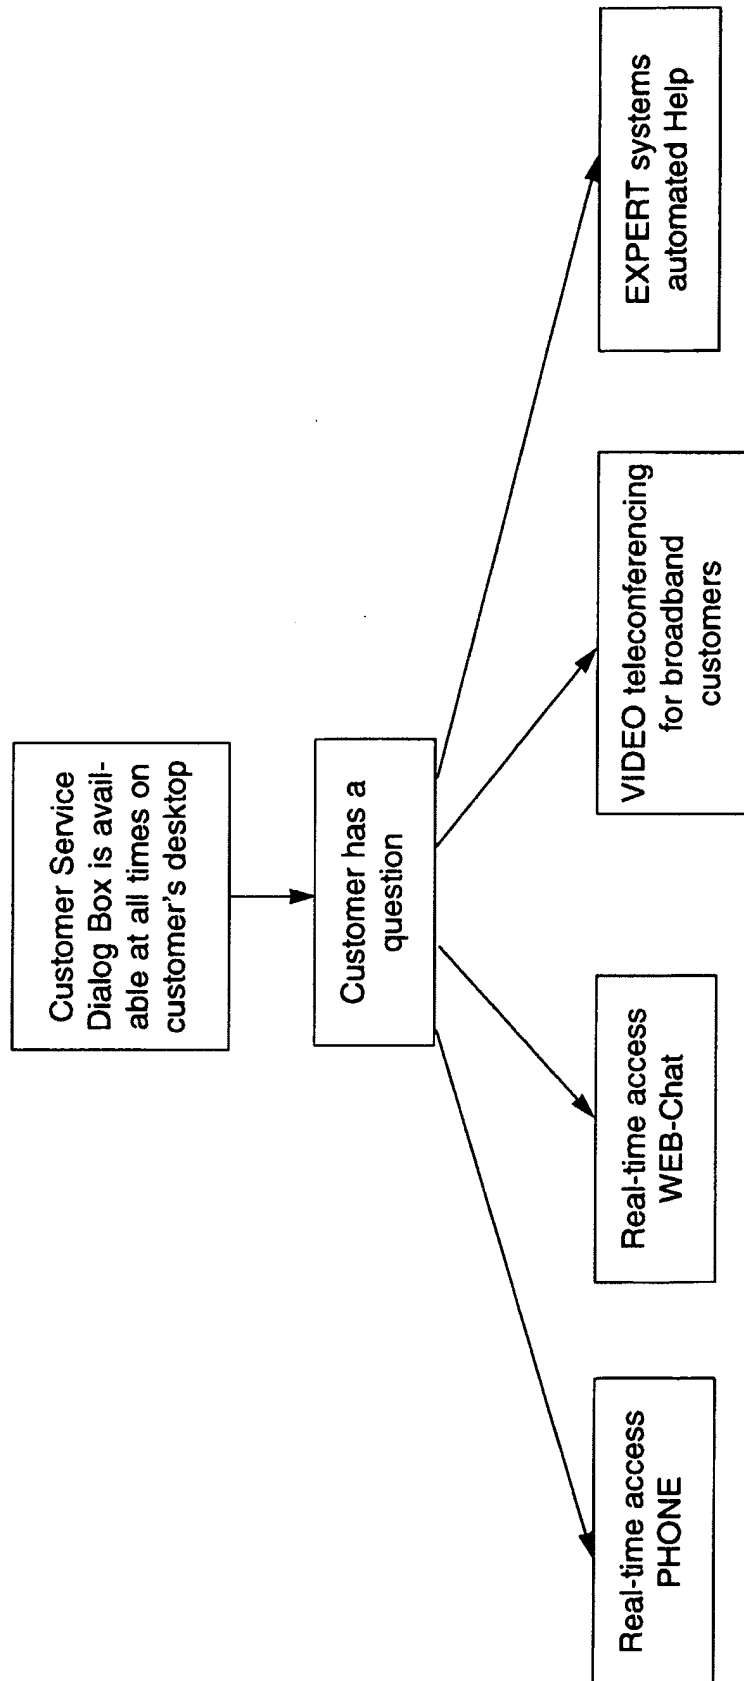 Customer Service
Dialog Box is avail-
able at all times on
customer's desktop
Customer has a
question
Real-time access
PHONE
Real-time access
WEB-Chat
VIDEO teleconferencing
for broadband
customers
EXPERT systems
automated Help